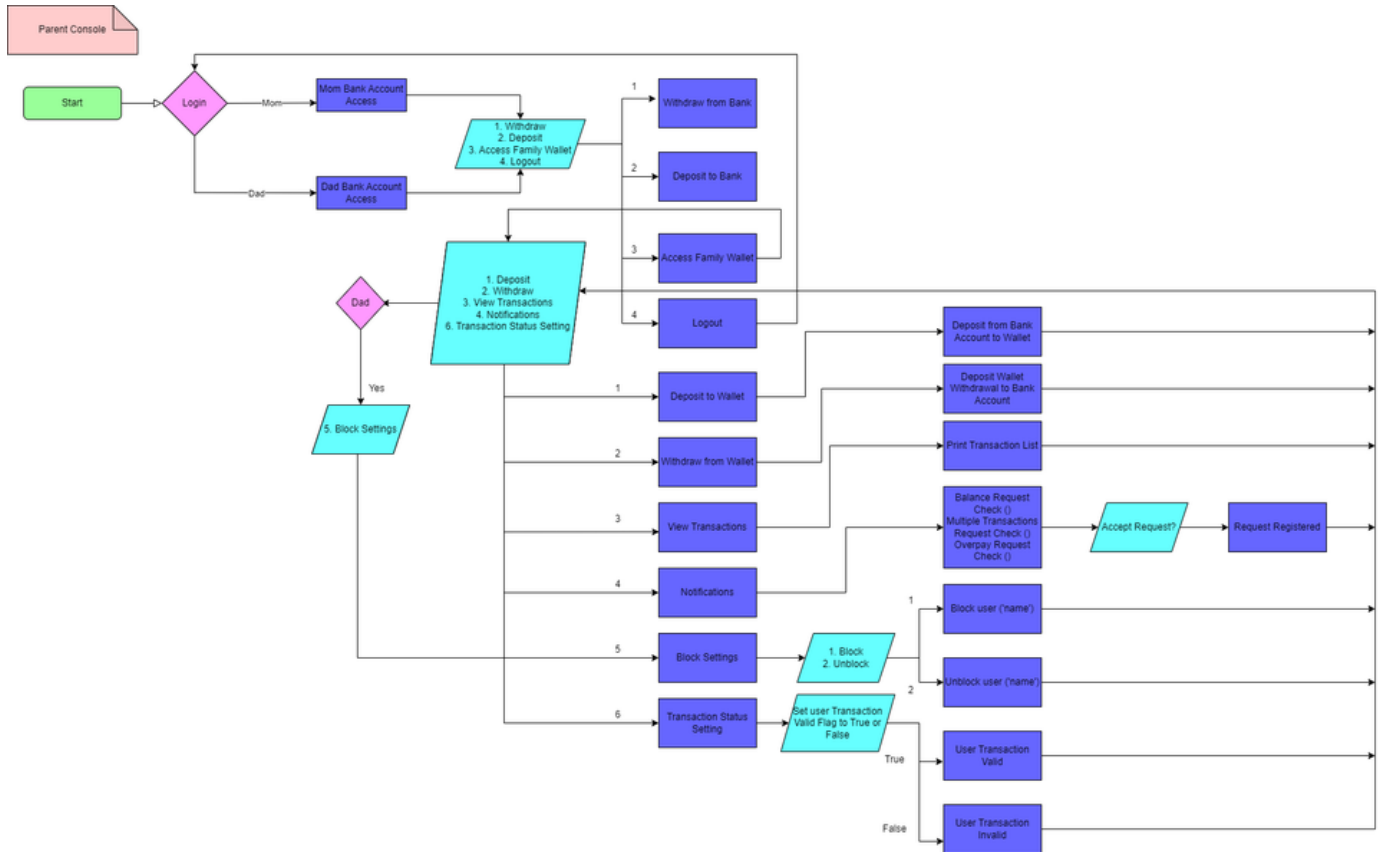 Parent Console
Start
Login
Mom
Mom Bank Account
Access
Dad
Dad Bank Account
Access
1. Withdraw
2. Deposit
3. Access Family Wallet
4. Logout
1
Withdraw from Bank
2
Deposit to Bank
3
Access Family Wallet
4
Logout
1. Deposit
2. Withdraw
3. View Transactions
4. Notifications
6. Transaction Status Setting
Dad
Yes
5. Block Settings
1
Deposit to Wallet
Deposit from Bank
Account to Wallet
2
Withdraw from Wallet
Deposit Wallet
Withdrawal to Bank
Account
3
View Transactions
Print Transaction List
4
Notifications
Balance Request
Check ()
Multiple Transactions
Request Check ()
Overpay Request
Check ()
Accept Request?
Request Registered
5
Block Settings
1. Block
2. Unblock
1
Block user ('name')
2
Unblock user ('name')
6
Transaction Status
Setting
Set user Transaction
Valid Flag to True or
False
True
User Transaction
Valid
False
User Transaction
Invalid